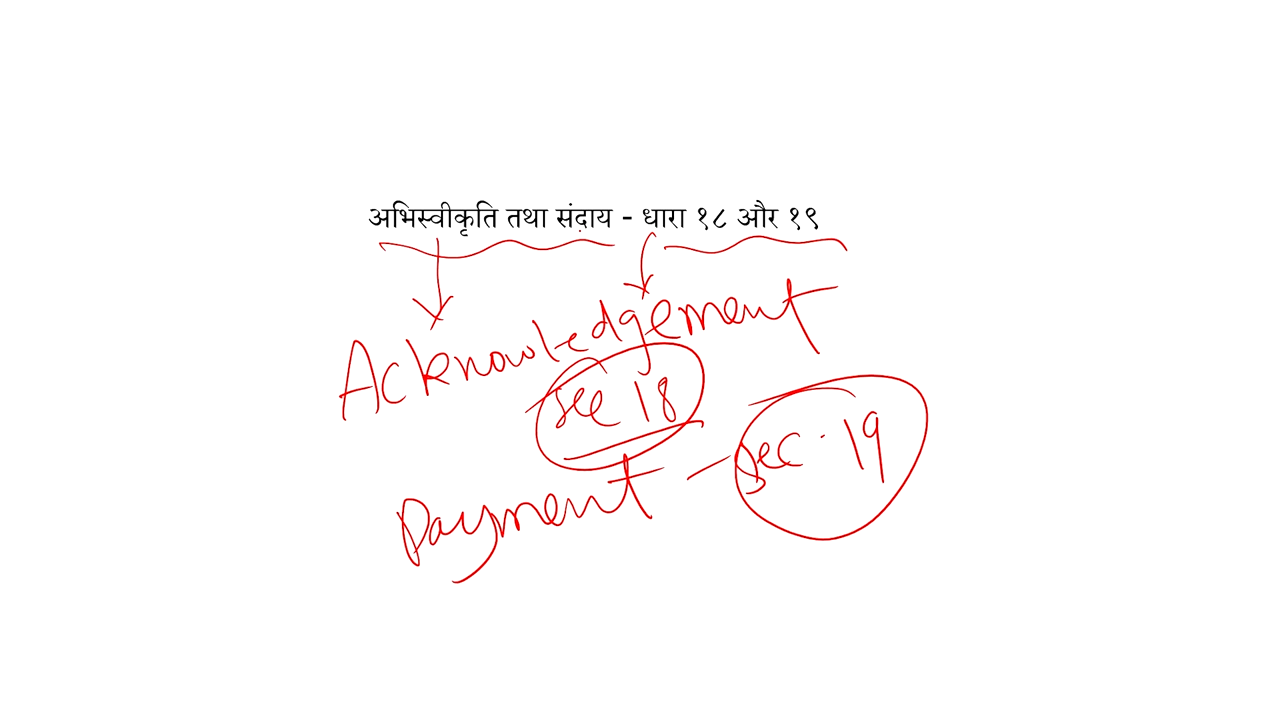 अभिस्वीकृति तथा संदाय - धारा १८ और १९
Acknowledgement
sec 18
Payment - sec. 19